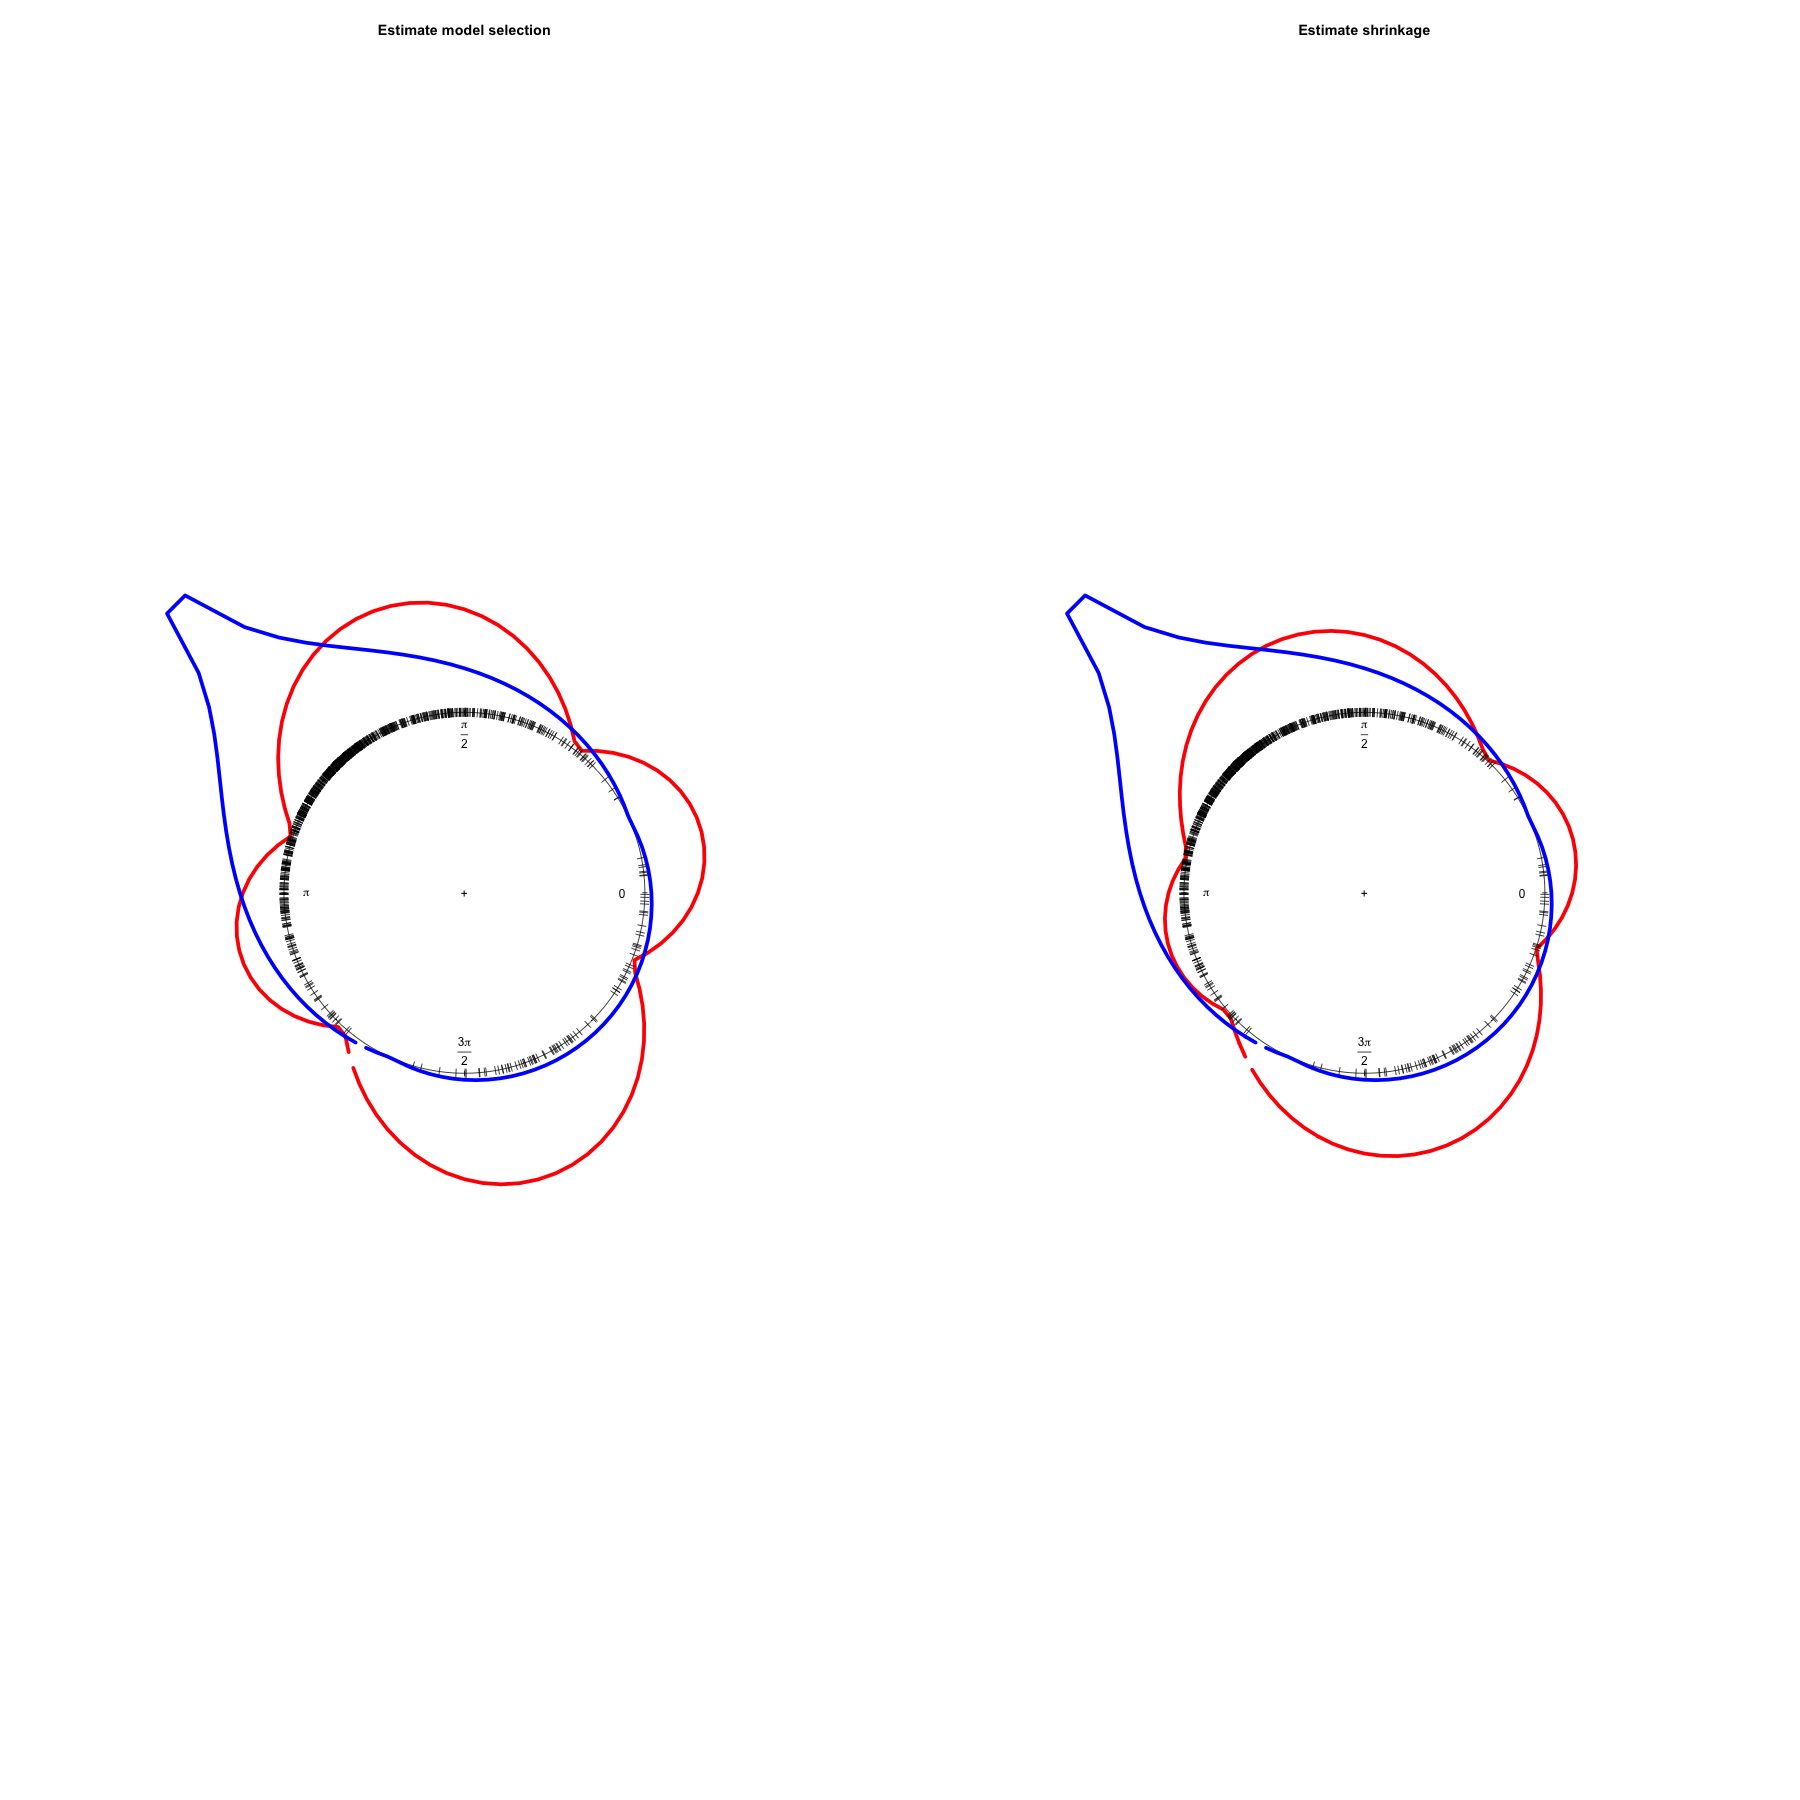 Estimate model selection
π
2
π
+
0
3π
2
Estimate shrinkage
π
2
π
+
0
3π
2